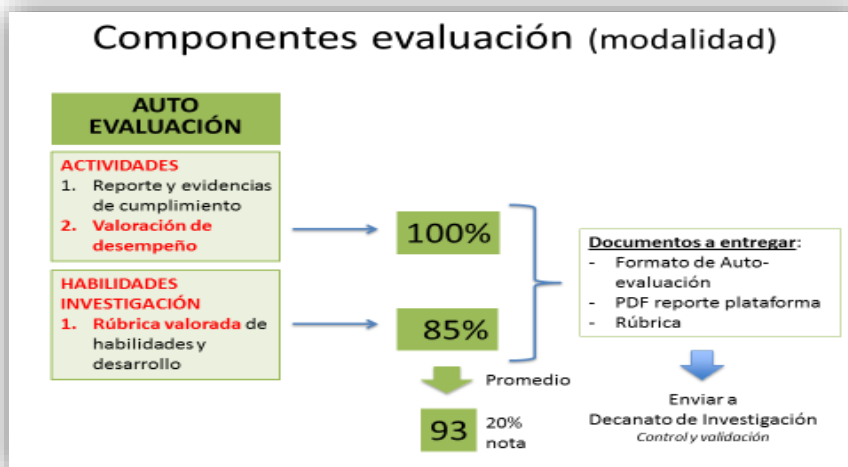 Componentes evaluación (modalidad)
AUTO
EVALUACIÓN
ACTIVIDADES
1. Reporte y evidencias
de cumplimiento
2. Valoración de
desempeño
100%
HABILIDADES
INVESTIGACIÓN
1. Rúbrica valorada de
habilidades y
desarrollo
85%
Promedio
93
20%
nota
Documentos a entregar:
- Formato de Auto-
evaluación
- PDF reporte plataforma
- Rúbrica
Enviar a
Decanato de Investigación
Control y validación